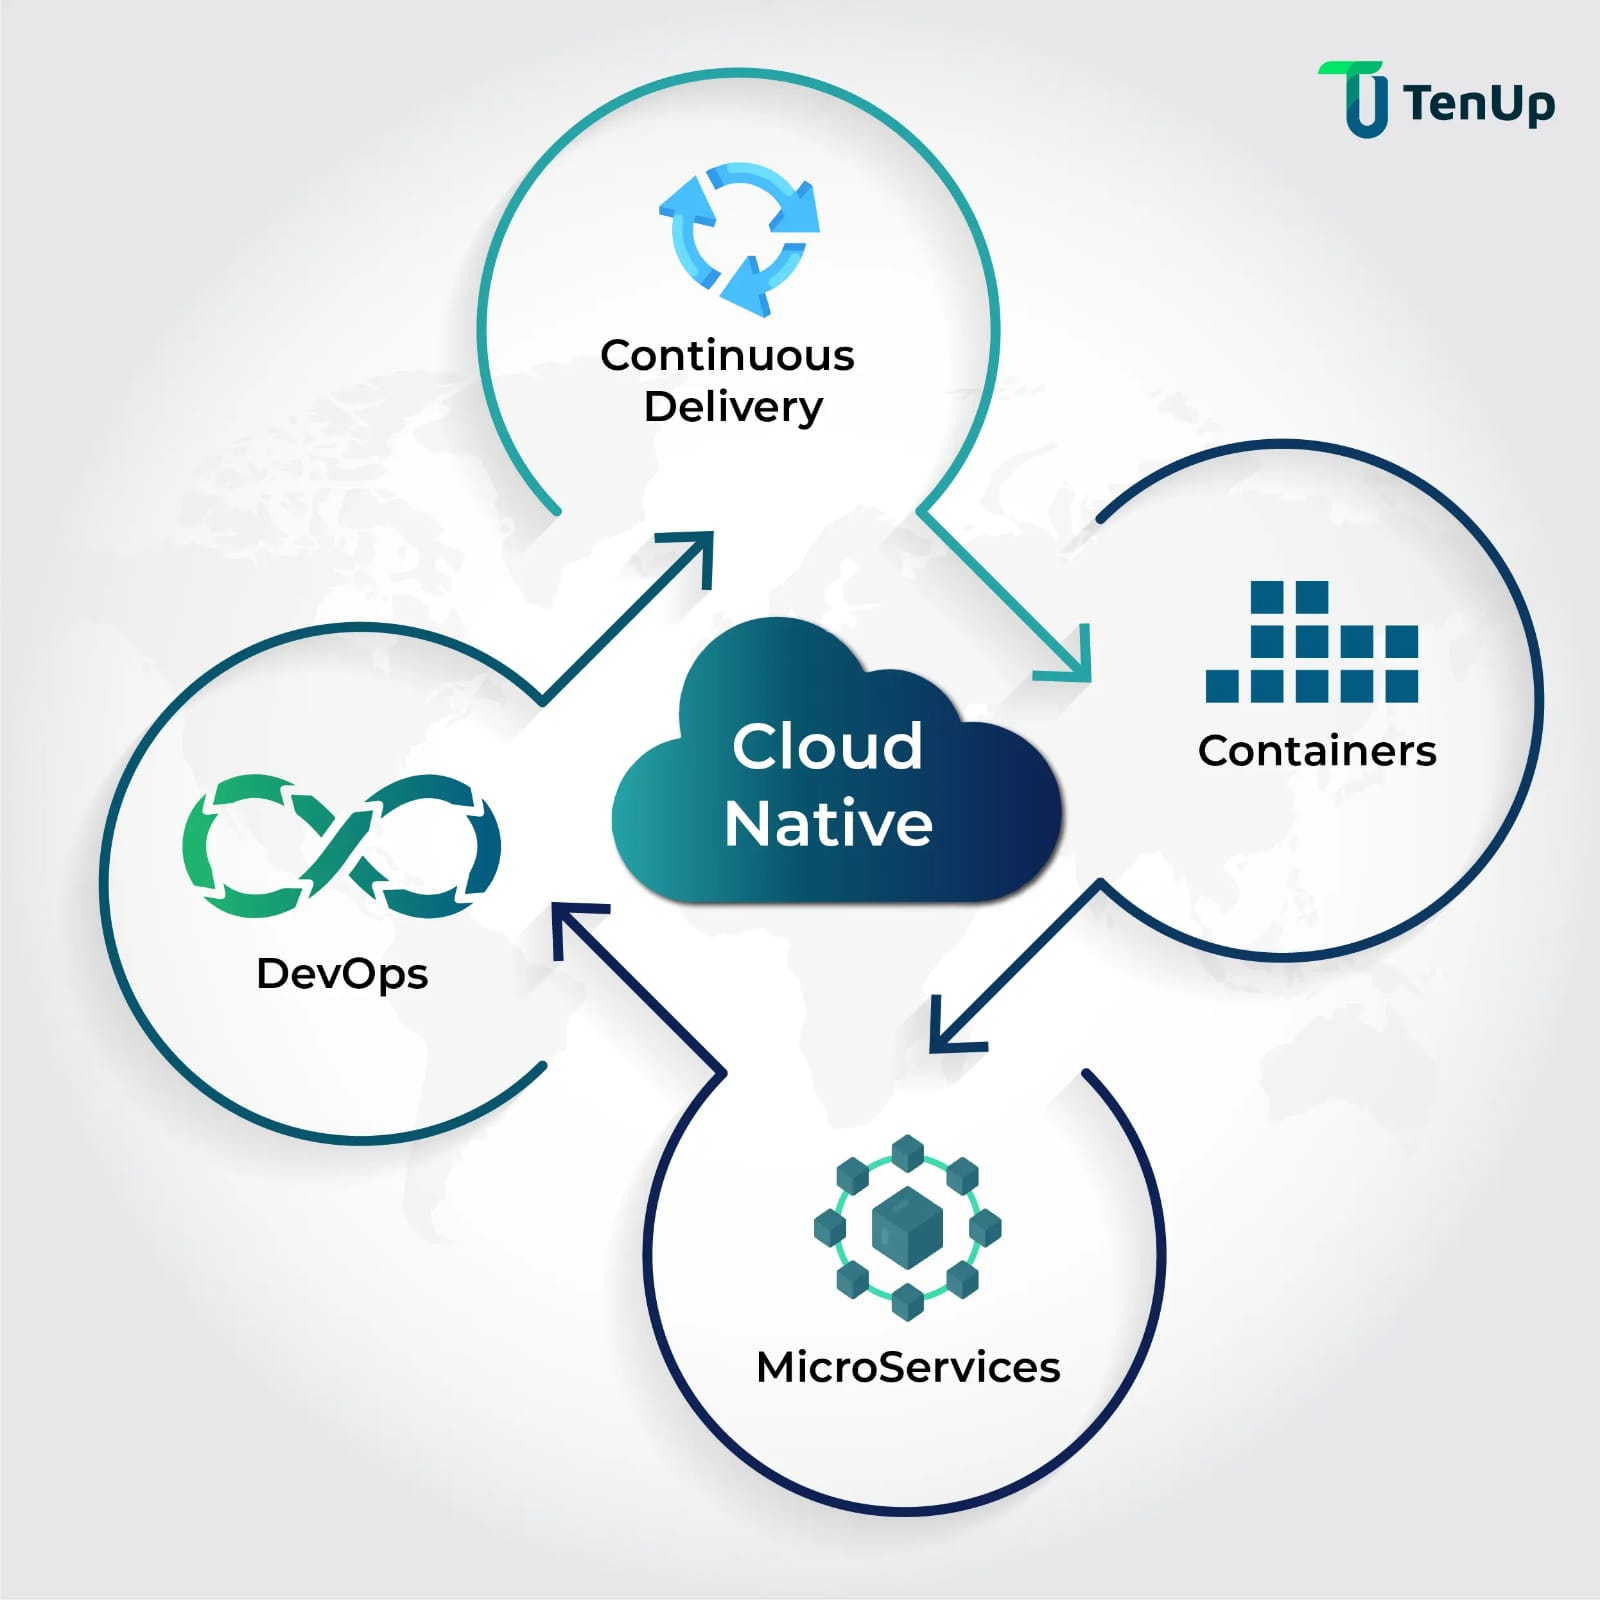 TenUp
Continuous
Delivery
Containers
Cloud
Native
DevOps
MicroServices